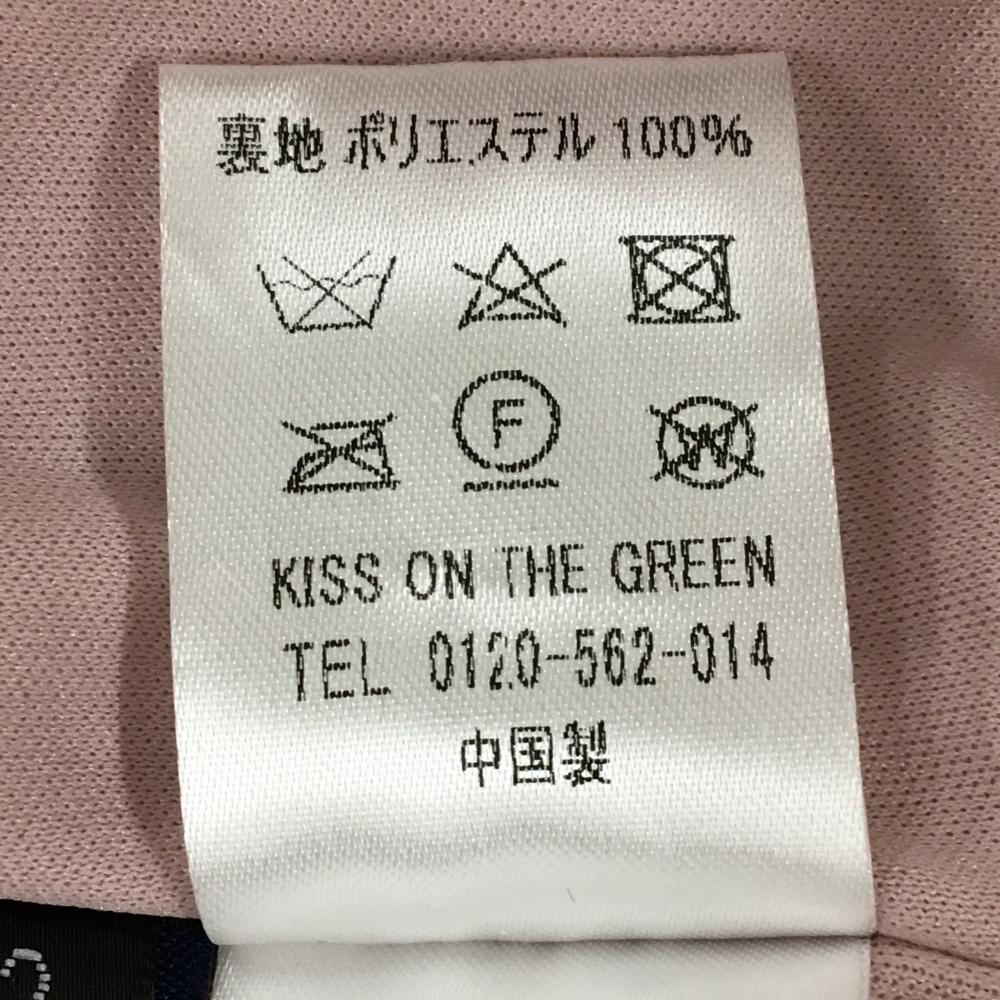 裏地 ポリエステル 100%
F
W
KISS ON THE GREEN
TEL 0120-562-014
中国製